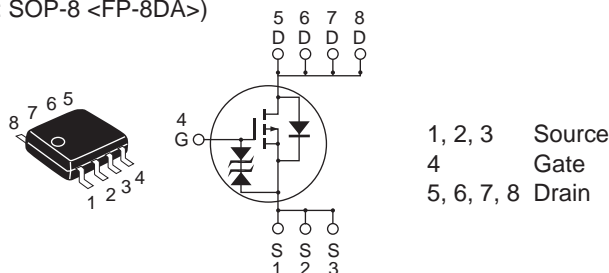 SOP-8 <FP-8DA>)
5 6 7 8
D D D D
8 7 6 5
1 2 3 4
4
G
S S S
1 2 3
1, 2, 3 Source
4 Gate
5, 6, 7, 8 Drain